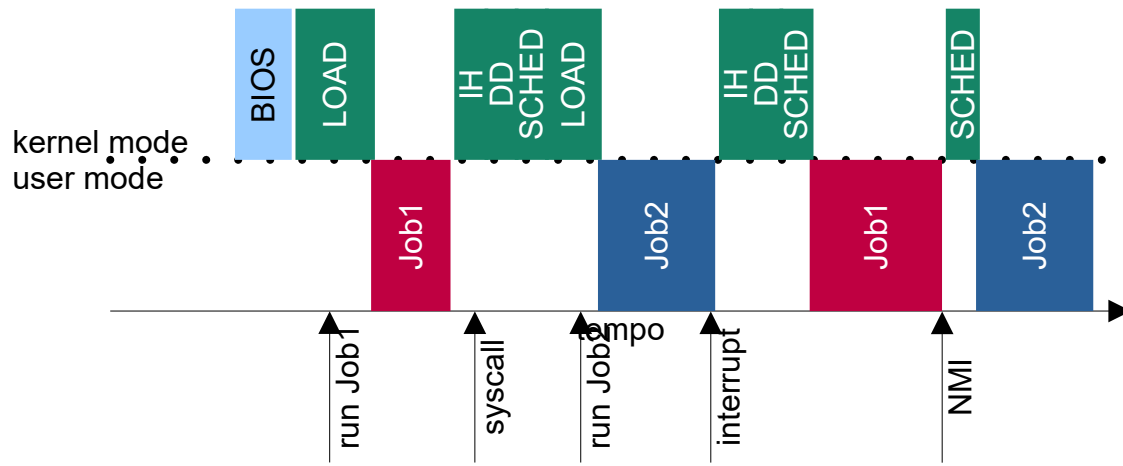 BIOS
LOAD
IH
DD
SCHED
LOAD
IH
DD
SCHED
SCHED
kernel mode
user mode
Job1
Job2
Job1
Job2
tempo
run Job1
syscall
run Job2
interrupt
NMI